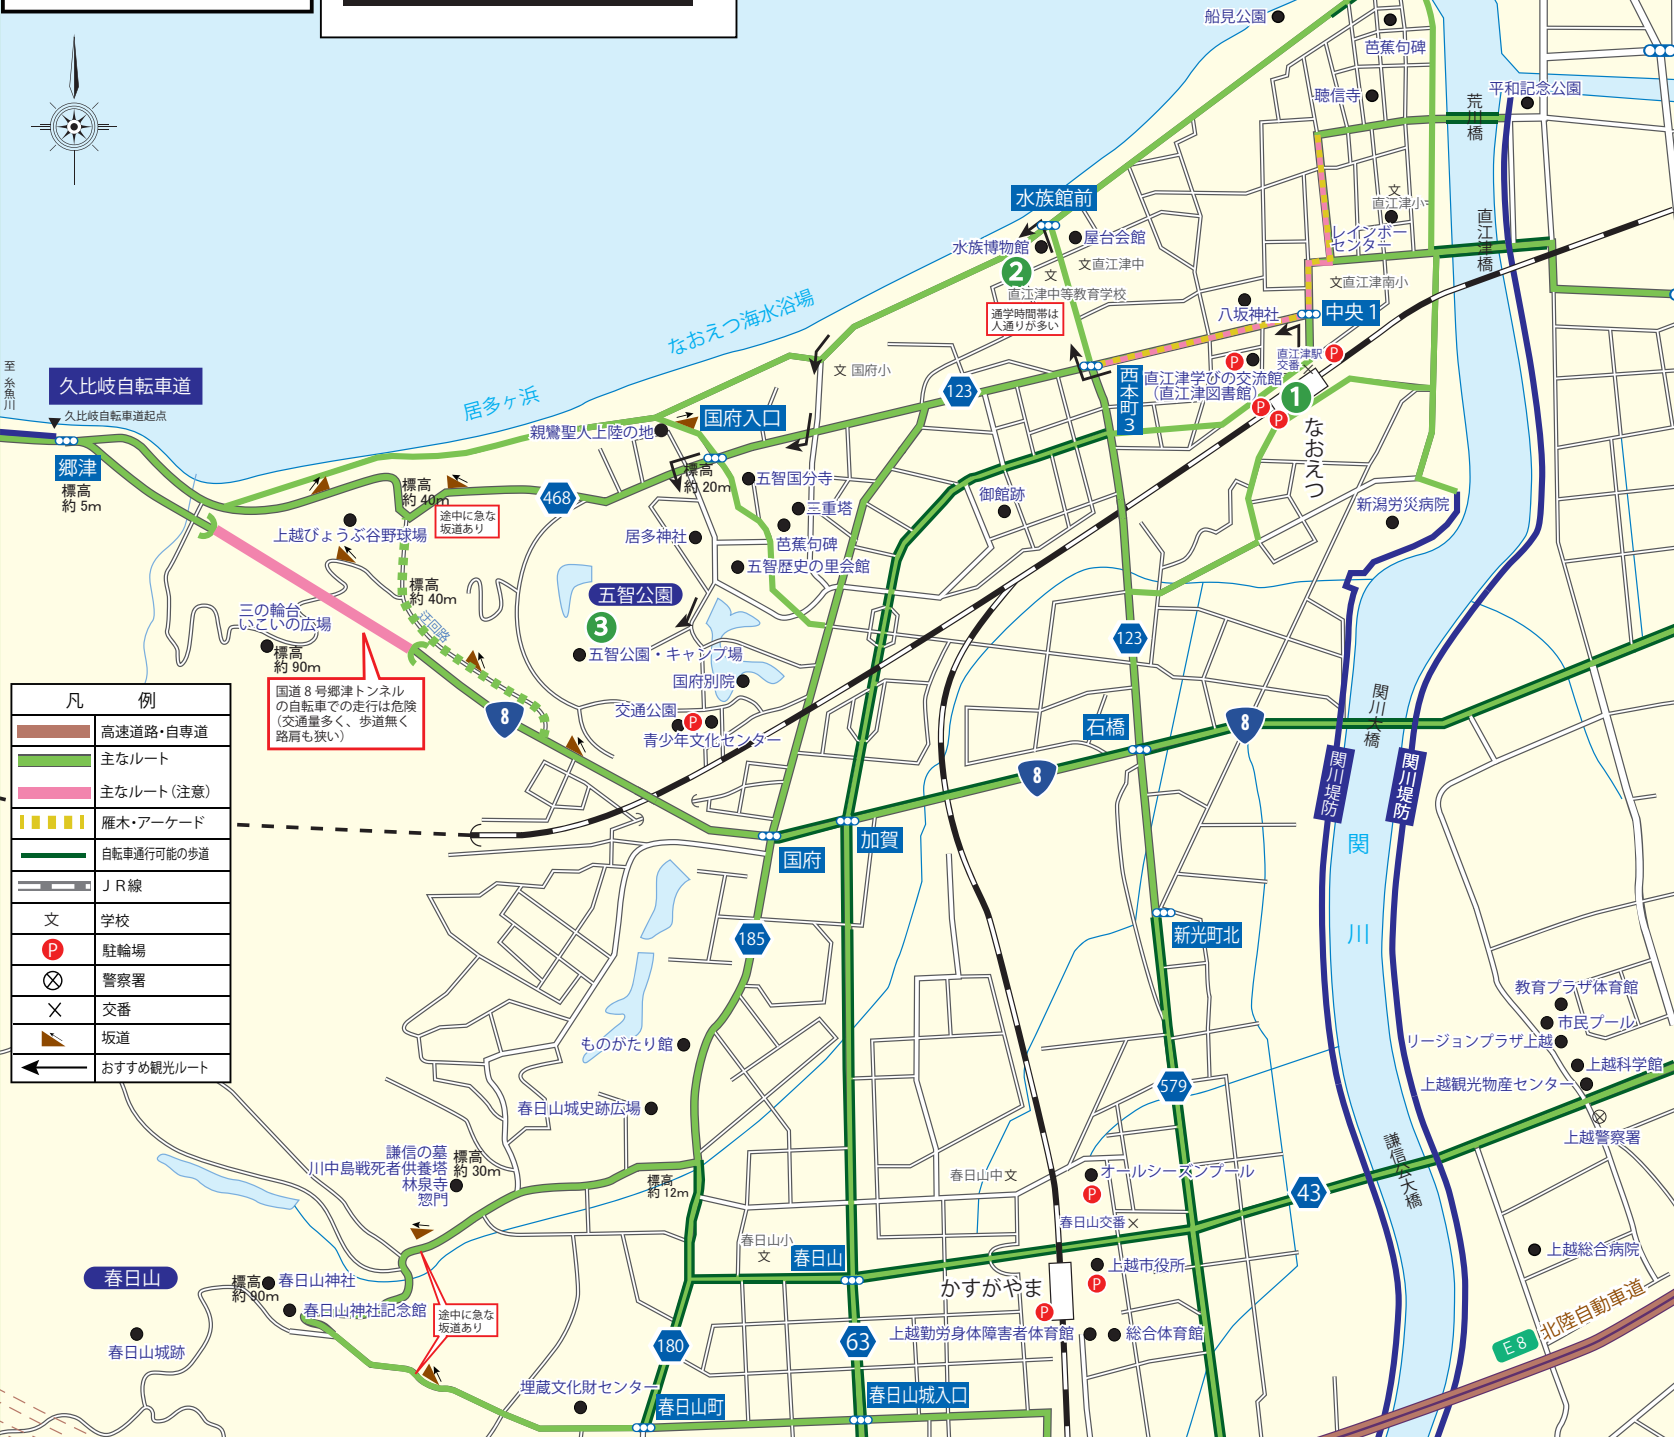 船見公園
芭蕉句碑
聴信寺
荒川橋
平和記念公園
水族館前
文
直江津小
直江津橋
レインボー
センター
水族博物館
屋台会館
2
文
文直江津中
直江津中等教育学校
文直江津南小
通学時間帯は
人通りが多い
八坂神社
中央1
なおえつ海水浴場
至 糸魚川
久比岐自転車道
久比岐自転車道起点
郷津
標高
約5m
居多ヶ浜
文 国府小
123
西本町3
直江津学びの交流館
(直江津図書館)
直江津駅
交番
P
P
P
P
1
なおえつ
国府入口
親鸞聖人上陸の地
標高
約20m
標高
約40m
468
途中に急な
坂道あり
五智国分寺
三重塔
御館跡
新潟労災病院
上越びょうぶ谷野球場
居多神社
芭蕉句碑
五智歴史の里会館
標高
約40m
迂回路
五智公園
3
三の輪台
いこいの広場
標高
約90m
五智公園・キャンプ場
123
国府別院
国道8号郷津トンネル
の自転車での走行は危険
(交通量多く、歩道無く
路肩も狭い)
8
交通公園
P
青少年文化センター
石橋
8
8
関川大橋
関川堤防
関川堤防
凡例
高速道路・自専道
主なルート
主なルート(注意)
雁木・アーケード
自転車通行可能の歩道
JR線
文 学校
P 駐輪場
警察署
交番
坂道
おすすめ観光ルート
国府
加賀
関川
185
新光町北
教育プラザ体育館
市民プール
リージョンプラザ上越
上越科学館
上越観光物産センター
上越警察署
ものがたり館
579
春日山城史跡広場
謙信の墓
川中島戦死者供養塔
林泉寺
惣門
標高
約30m
標高
約12m
春日山中文
オールシーズンプール
P
43
謙信公大橋
春日山交番
春日山小
文
春日山
上越市役所
P
上越総合病院
春日山
標高
約90m
春日山神社
春日山神社記念館
途中に急な
坂道あり
かすがやま
P
上越勤労身体障害者体育館
総合体育館
春日山城跡
180
63
E8
北陸自動車道
埋蔵文化財センター
春日山町
春日山城入口